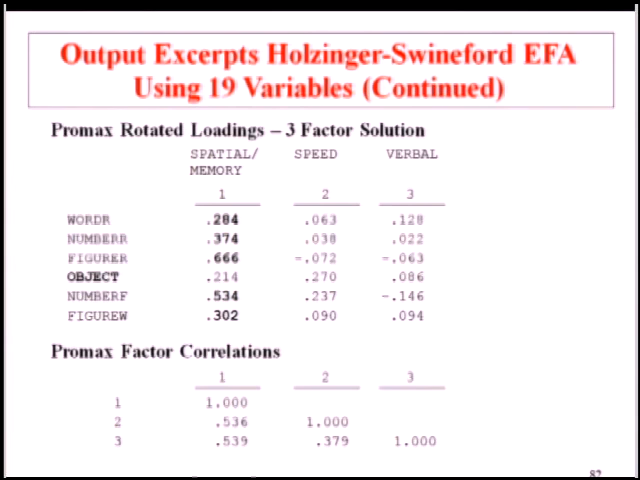 Output Excerpts Holzinger-Swineford EFA
Using 19 Variables (Continued)
Promax Rotated Loadings – 3 Factor Solution
SPATIAL/ SPEED VERBAL
MEMORY
1 2 3
WORDR .284 .063 .128
NUMBERR .374 .038 .022
FIGURER .666 -.072 -.063
OBJECT .214 .270 .086
NUMBERF .534 .237 -.146
FIGUREW .302 .090 .094
Promax Factor Correlations
1 2 3
1 1.000
2 .536 1.000
3 .539 .379 1.000
82